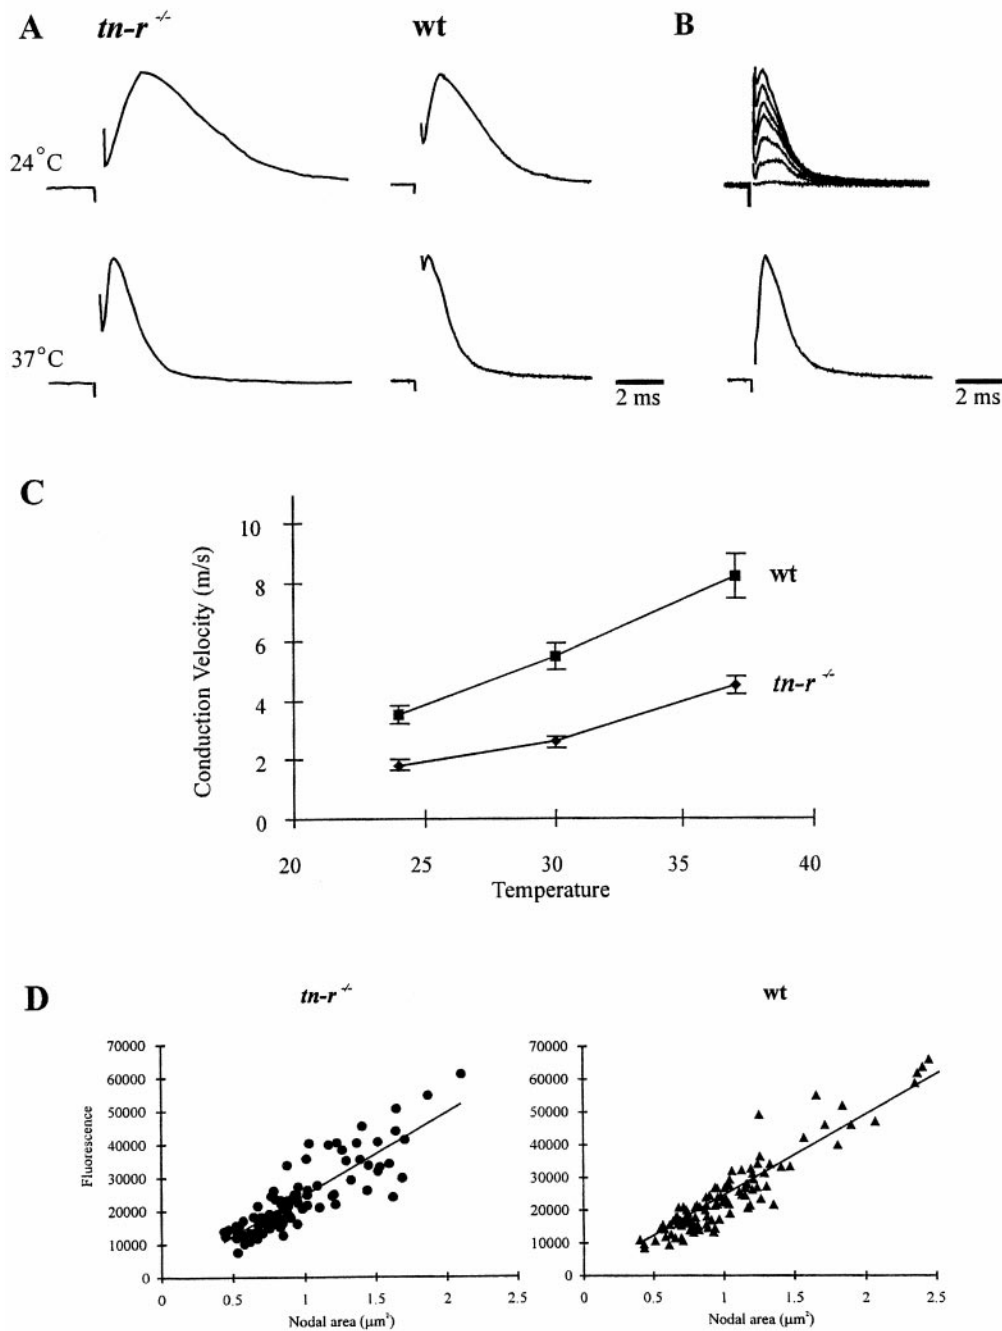 A tn-r -/- wt B
24°C
37°C
2 ms 2 ms
C
Conduction Velocity (m/s)
10
8
6
4
2
0
wt
tn-r -/-
20 25 30 35 40
Temperature
D tn-r -/- wt
Fluorescence
70000
60000
50000
40000
30000
20000
10000
0
0.5 1 1.5 2 2.5
Nodal area (μm²)
70000
60000
50000
40000
30000
20000
10000
0
0 0.5 1 1.5 2 2.5
Nodal area (μm²)